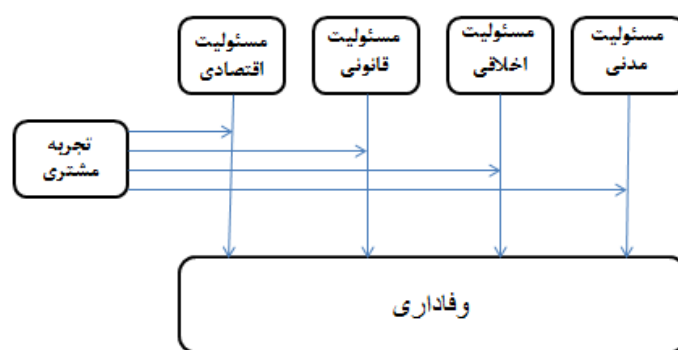 مسئولیت
مدنی
مسئولیت
اخلاقی
مسئولیت
قانونی
مسئولیت
اقتصادی
تجربه
مشتری
وفاداری